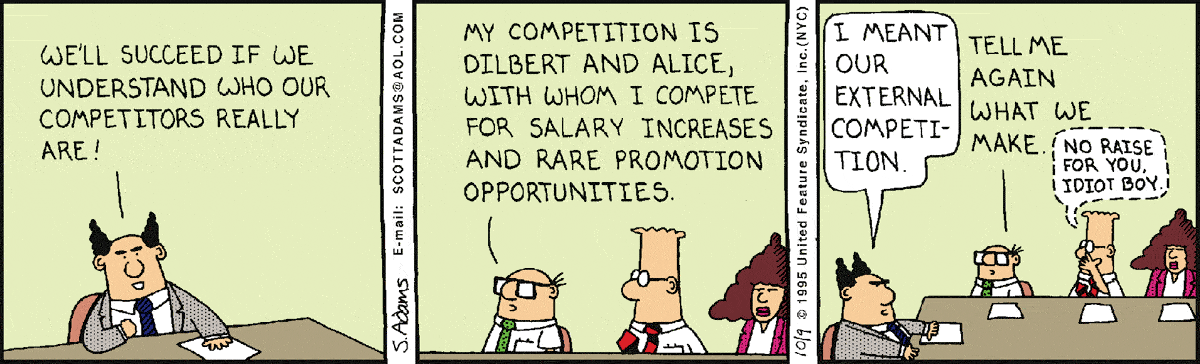 WE'LL SUCCEED IF WE
UNDERSTAND WHO OUR
COMPETITORS REALLY
ARE!
S. Adams E-mail: SCOTTADAMS@AOL.COM
MY COMPETITION IS
DILBERT AND ALICE,
WITH WHOM I COMPETE
FOR SALARY INCREASES
AND RARE PROMOTION
OPPORTUNITIES.
10/9 © 1995 United Feature Syndicate, Inc.(NYC)
I MEANT
OUR
EXTERNAL
COMPETI-
TION.
TELL ME
AGAIN
WHAT WE
MAKE.
NO RAISE
FOR YOU,
IDIOT BOY.